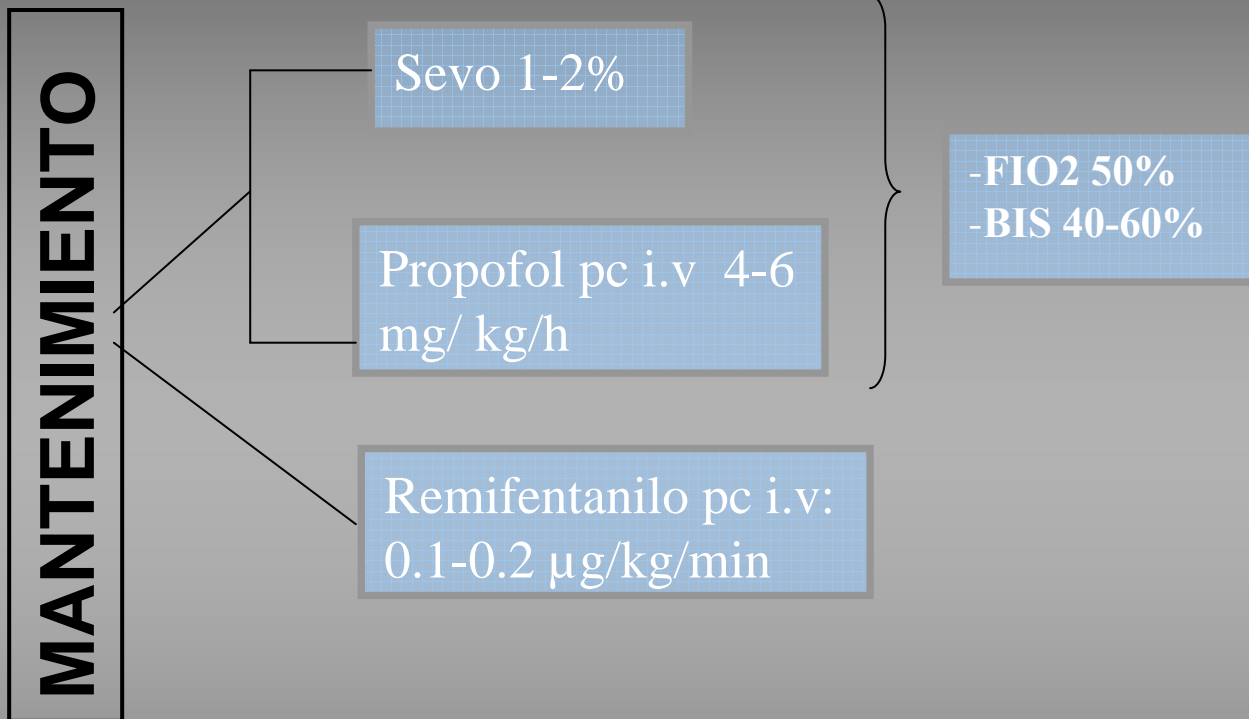 MANTENIMIENTO
Sevo 1-2%
Propofol pc i.v 4-6
mg/ kg/h
Remifentanilo pc i.v:
0.1-0.2 µg/kg/min
-FIO2 50%
-BIS 40-60%